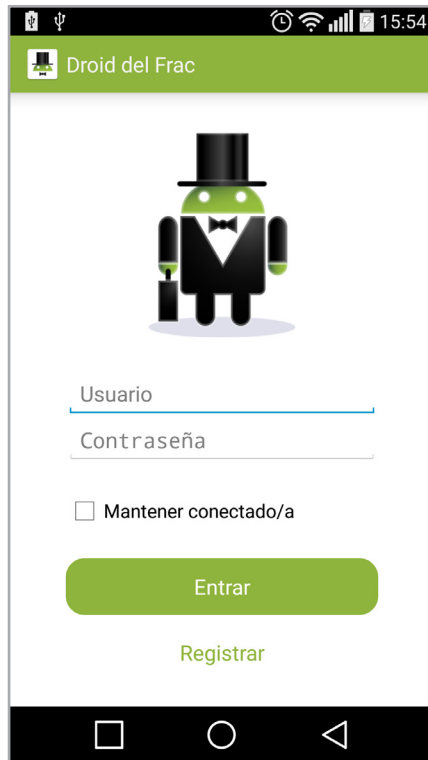 15:54
Droid del Frac
Usuario
Contraseña
Mantener conectado/a
Entrar
Registrar